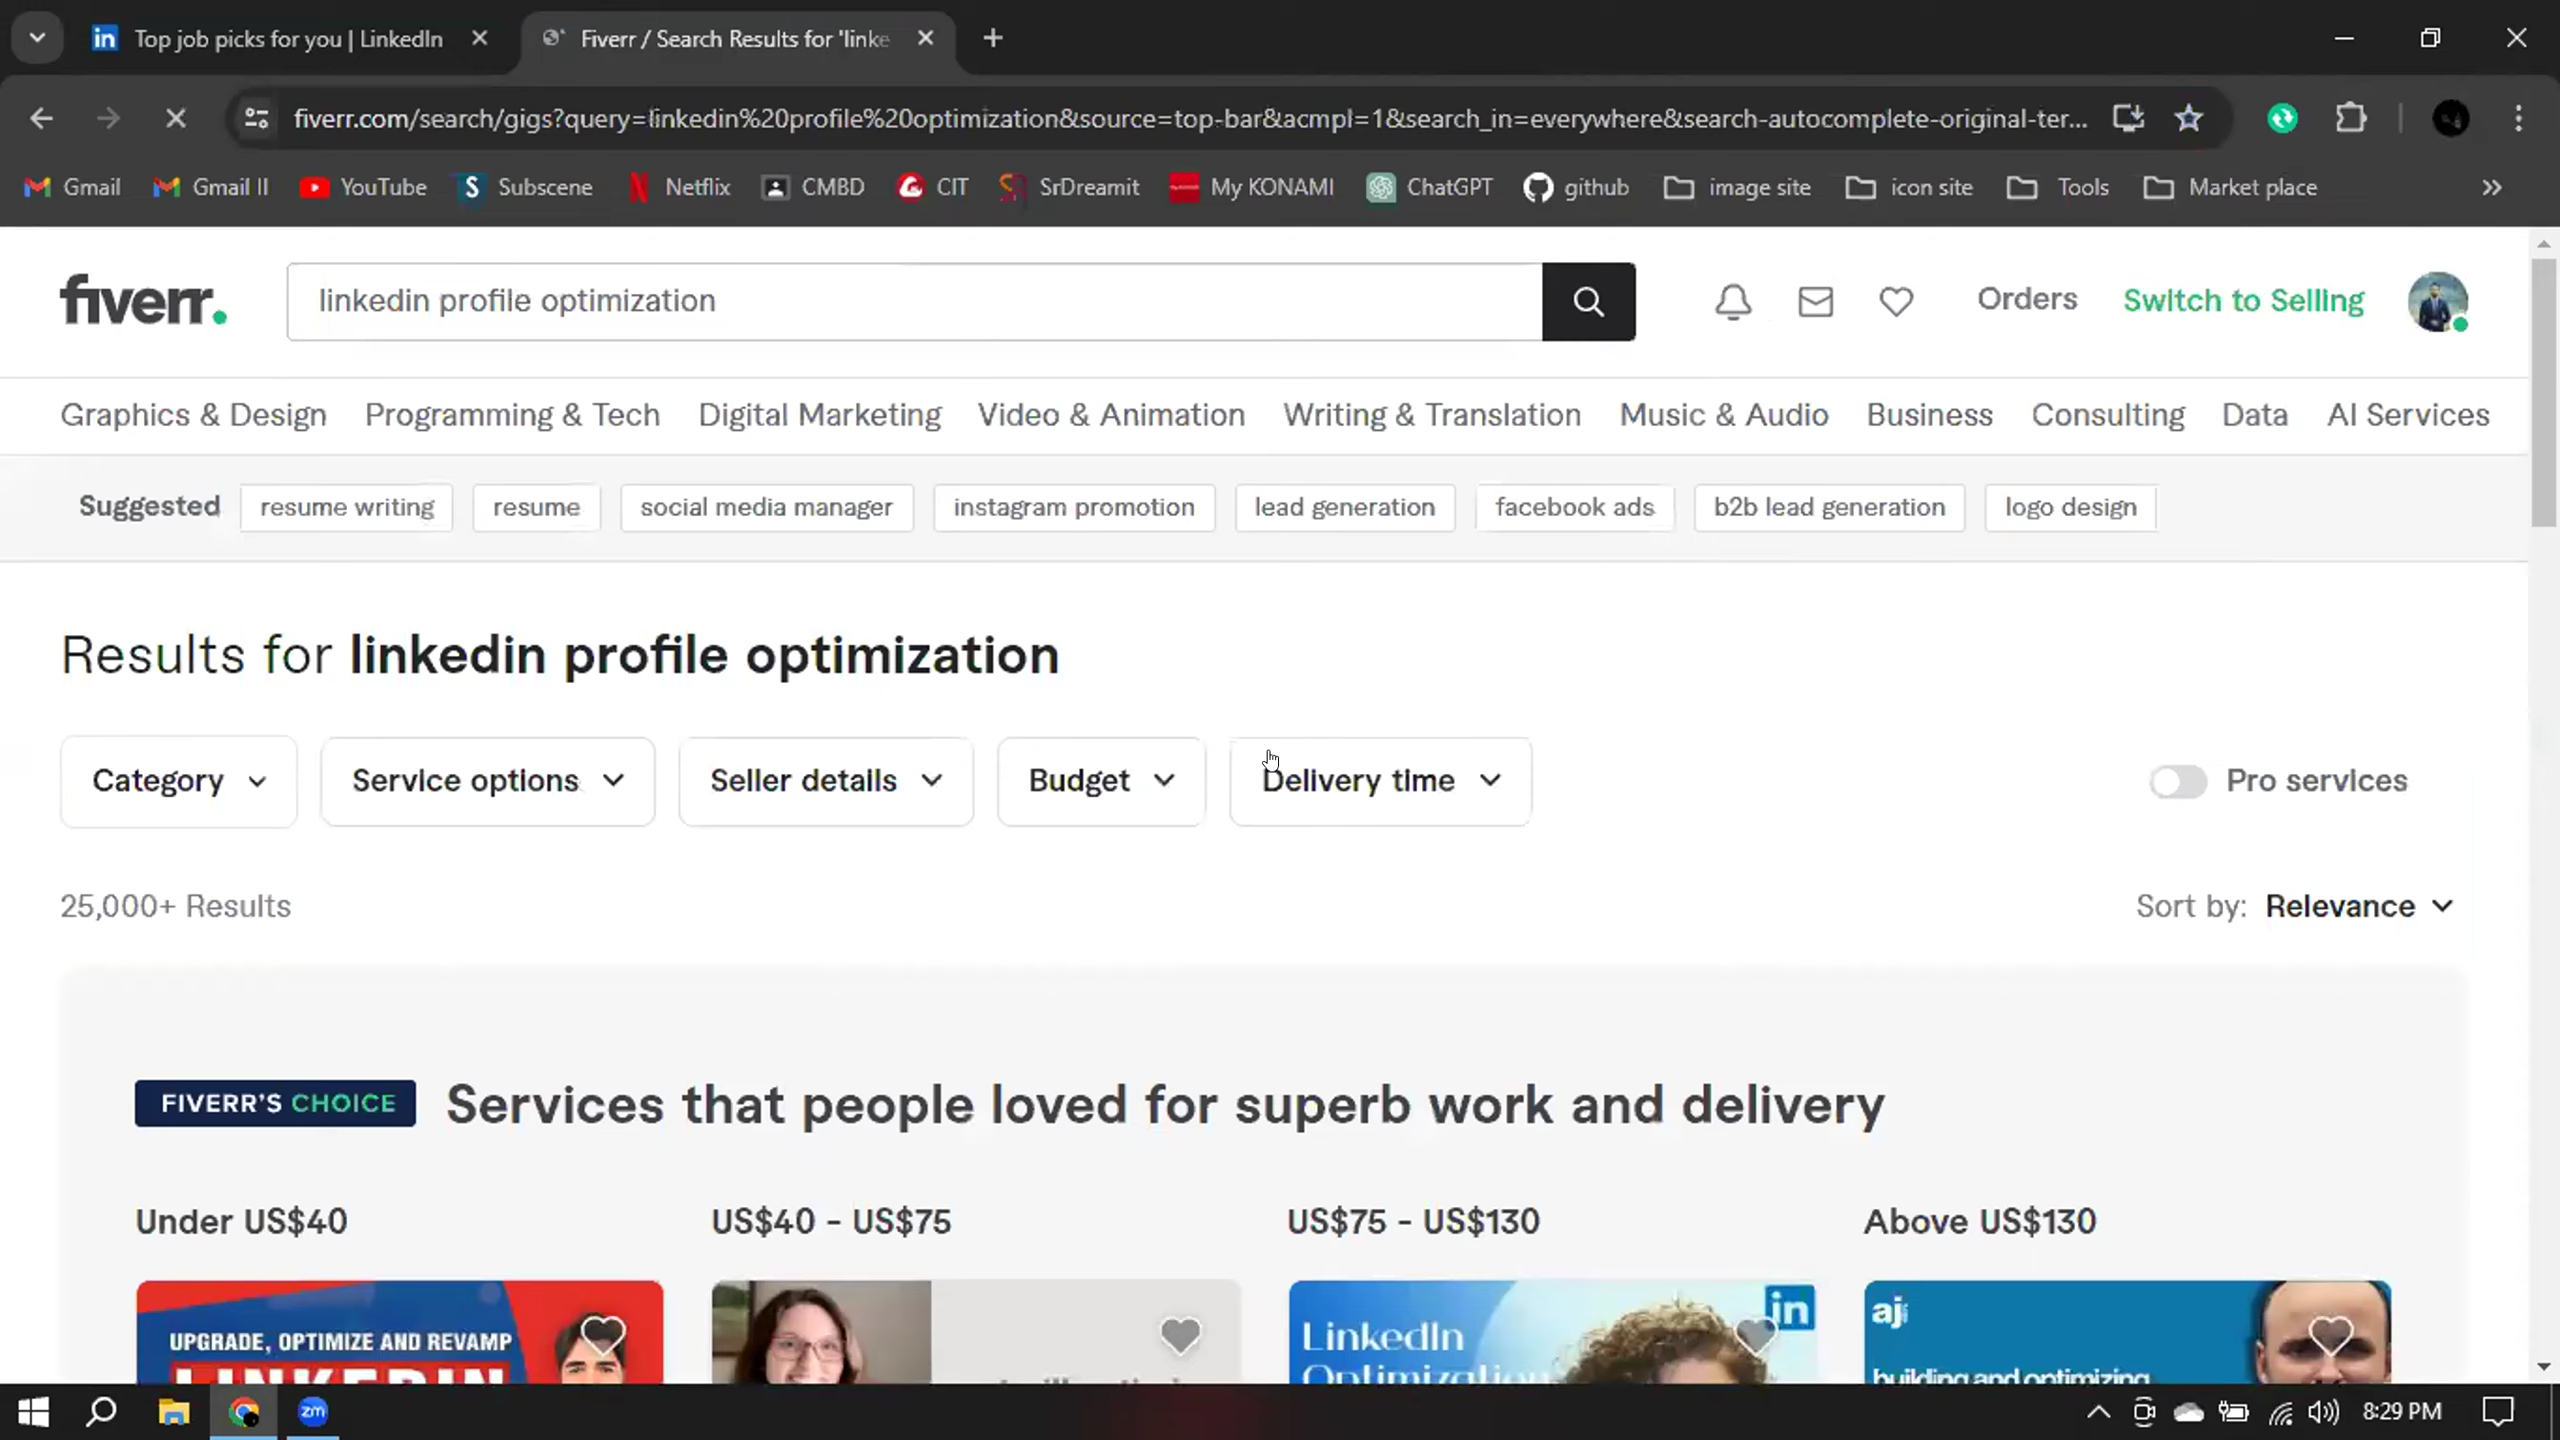 Top job picks for you | LinkedIn
Fiverr / Search Results for 'linke
fiverr.com/search/gigs?query=linkedin%20profile%20optimization&source=top-bar&acmpl=1&search_in=everywhere&search-autocomplete-original-ter...
Gmail Gmail II YouTube Subscene Netflix CMBD CIT SrDreamit My KONAMI ChatGPT github image site icon site Tools Market place
fiverr.
linkedin profile optimization
Orders Switch to Selling
Graphics & Design Programming & Tech Digital Marketing Video & Animation Writing & Translation Music & Audio Business Consulting Data AI Services
Suggested resume writing resume social media manager instagram promotion lead generation facebook ads b2b lead generation logo design
Results for linkedin profile optimization
Category Service options Seller details Budget Delivery time Pro services
25,000+ Results
Sort by: Relevance
FIVERR'S CHOICE Services that people loved for superb work and delivery
Under US$40 US$40 - US$75 US$75 - US$130 Above US$130
UPGRADE, OPTIMIZE AND REVAMP
LINKEDIN
LinkedIn
Optimization
in
aj
building and optimizing
zm
8:29 PM